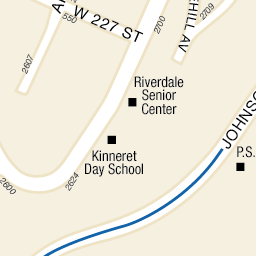 W 227 ST
550
2700
HILL AV
2709
2607
Riverdale
Senior
Center
JOHNSO
Kinneret
Day School
P.S.
2600
2624